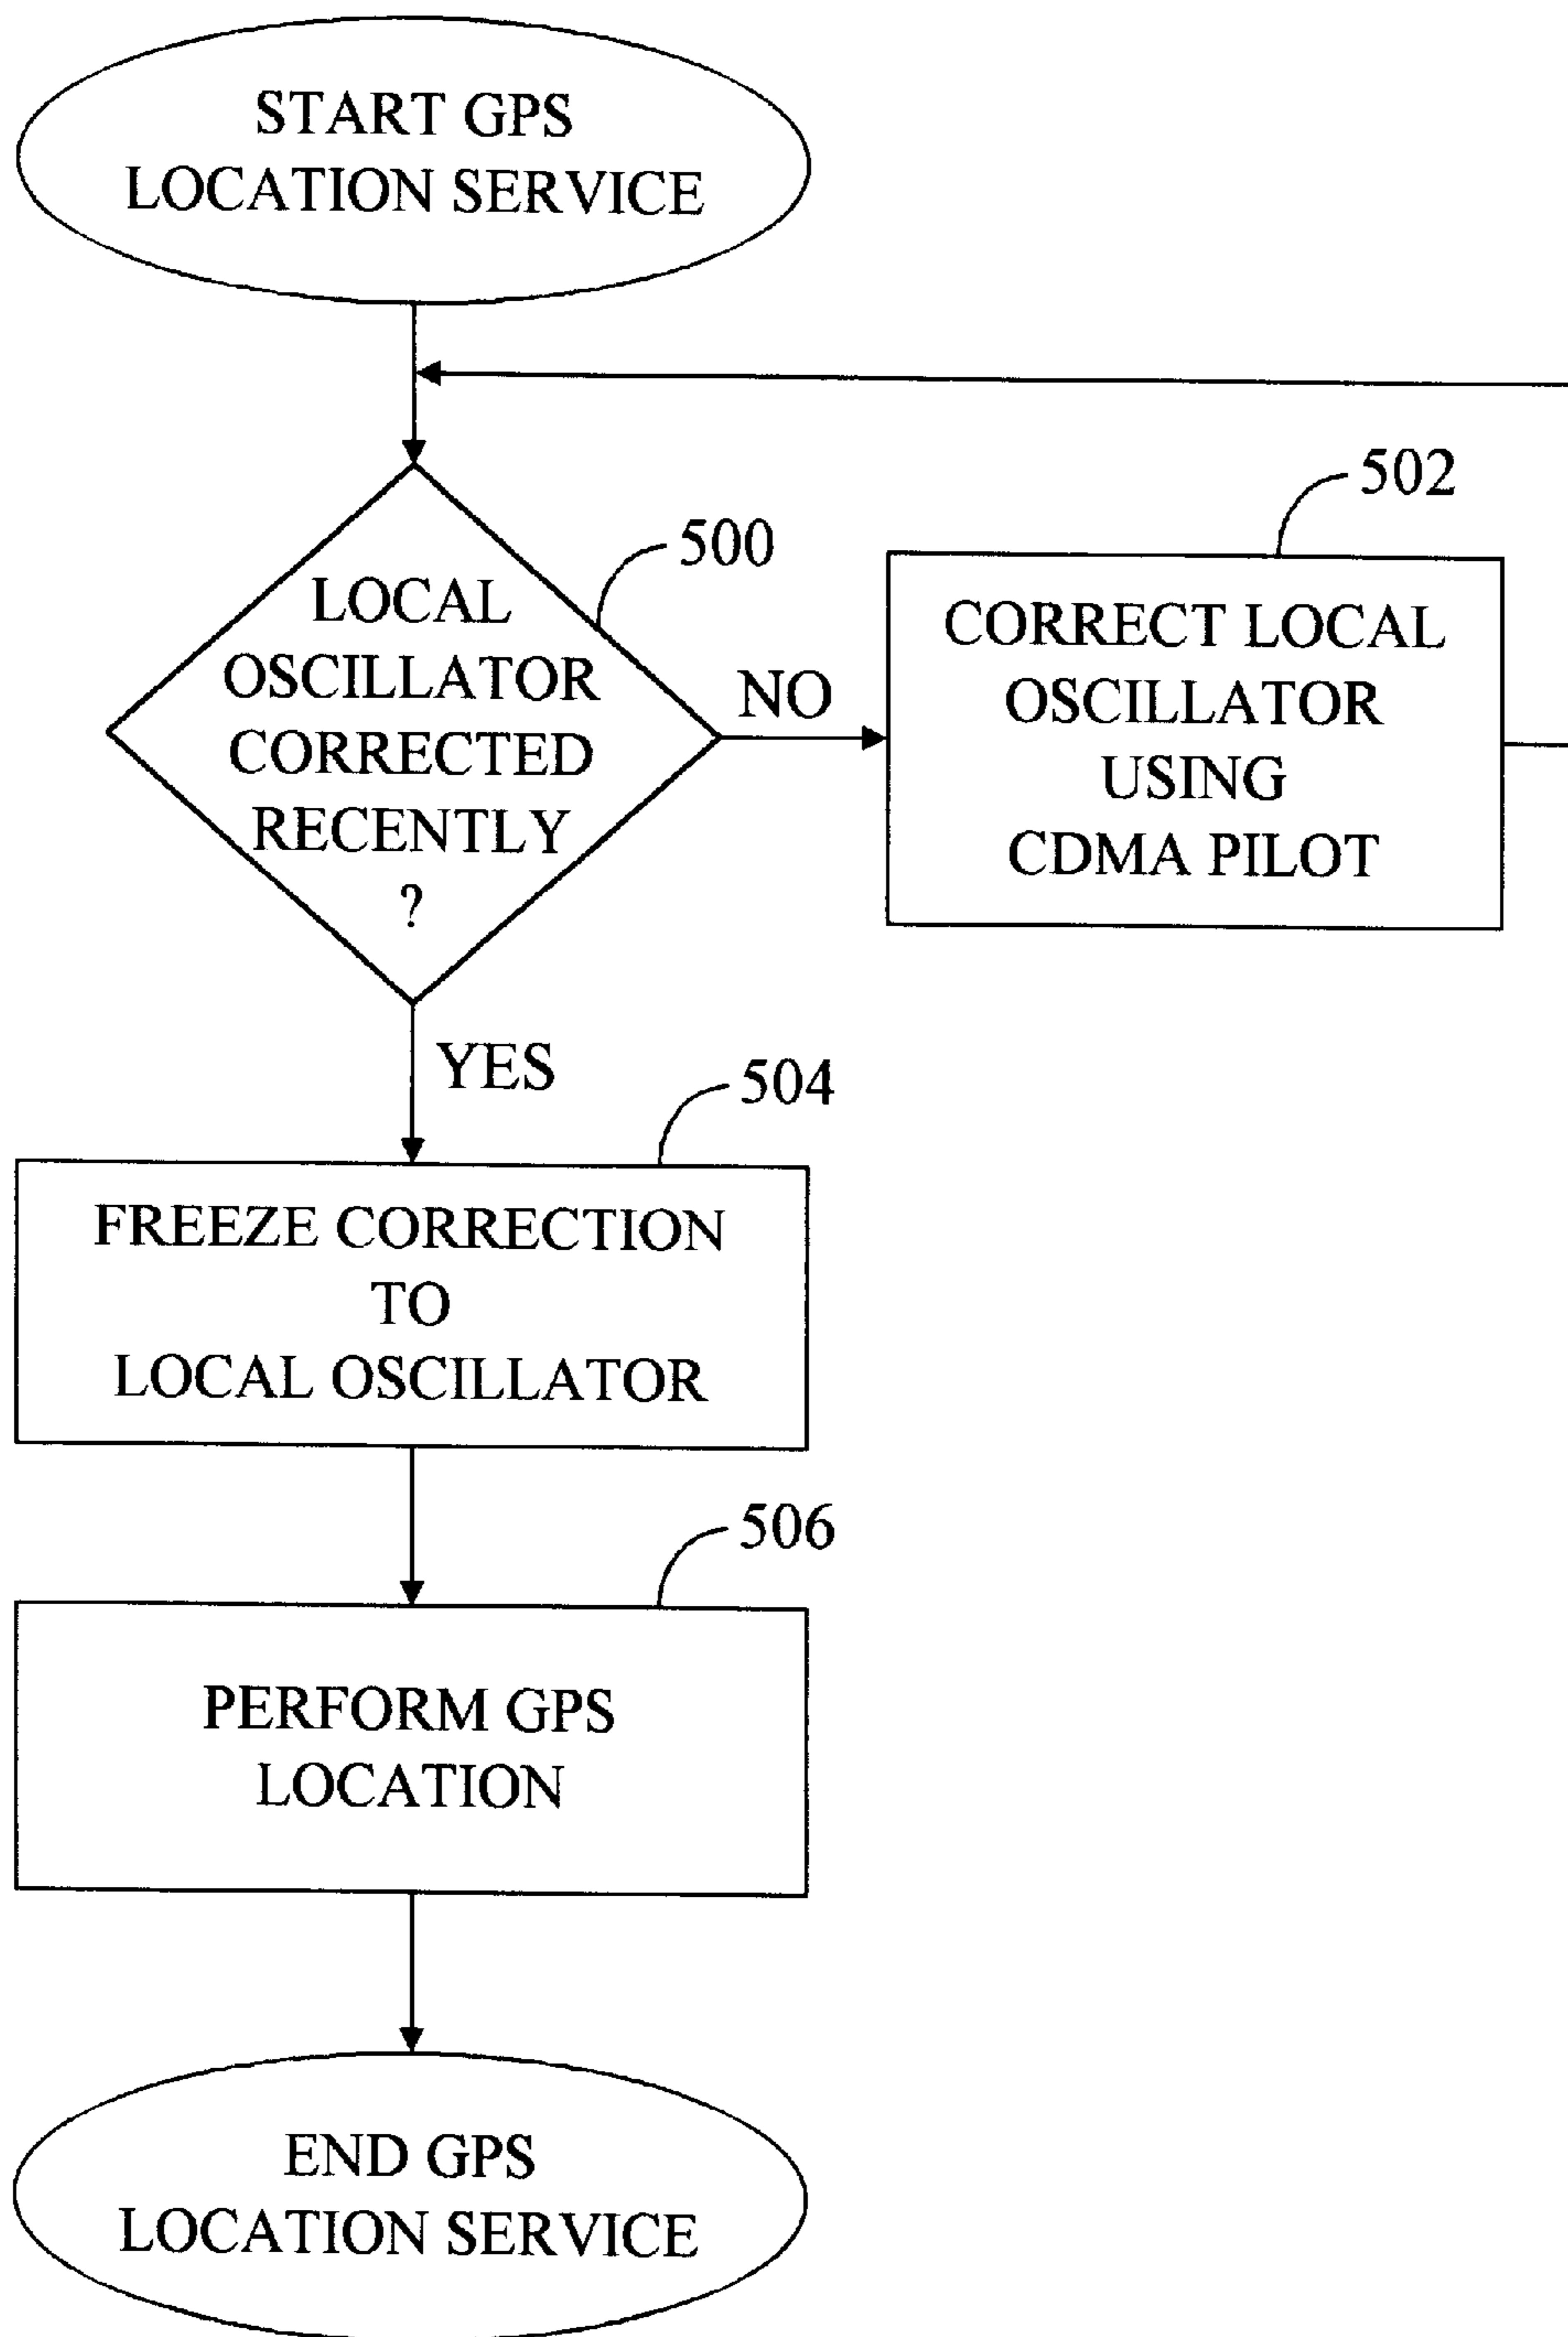 START GPS
LOCATION SERVICE
500
LOCAL
OSCILLATOR
CORRECTED
RECENTLY
?
NO
502
CORRECT LOCAL
OSCILLATOR
USING
CDMA PILOT
YES
504
FREEZE CORRECTION
TO
LOCAL OSCILLATOR
506
PERFORM GPS
LOCATION
END GPS
LOCATION SERVICE